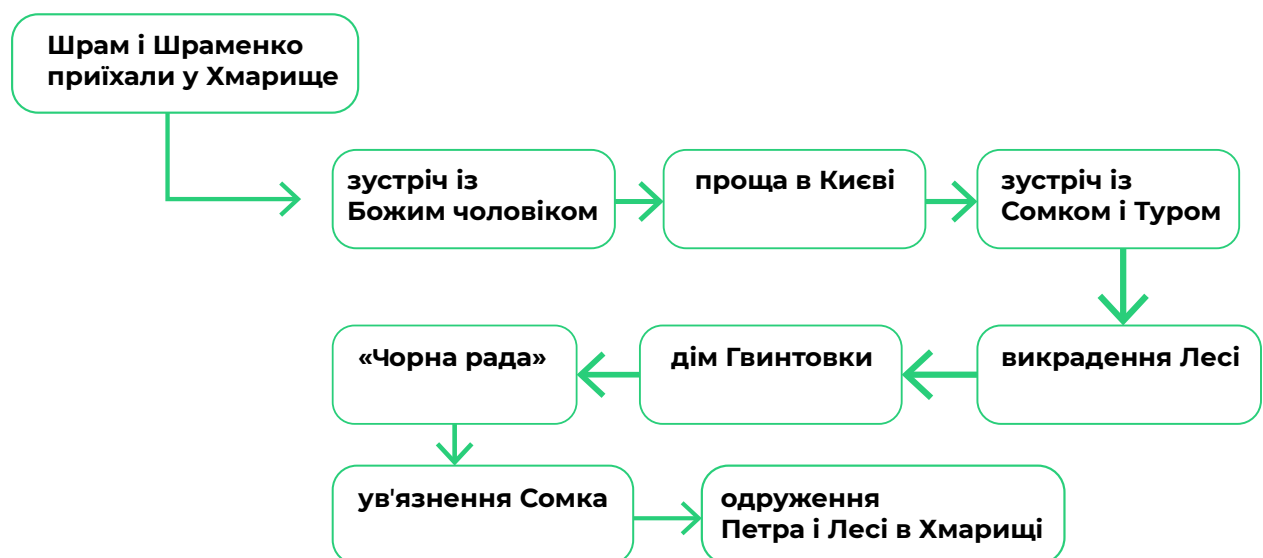 Шрам і Шраменко
приїхали у Хмарище
зустріч із
Божим чоловіком
проща в Києві
зустріч із
Сомком і Туром
викрадення Лесі
дім Гвинтовки
«Чорна рада»
ув'язнення Сомка
одруження
Петра і Лесі в Хмарищі